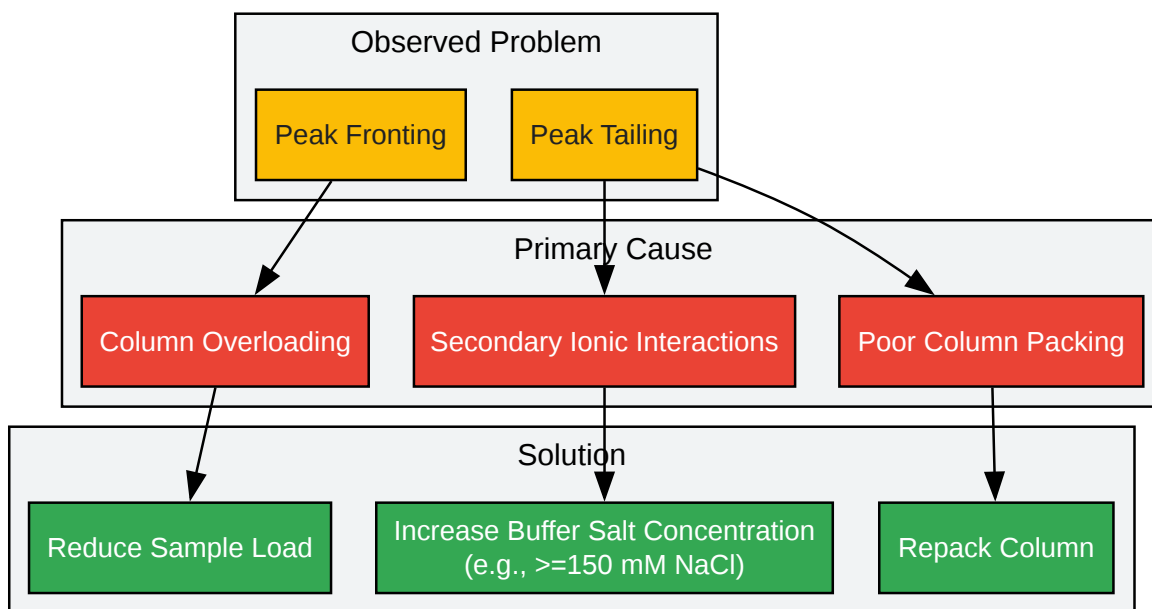 Observed Problem
Peak Fronting
Peak Tailing
Primary Cause
Column Overloading
Secondary Ionic Interactions
Poor Column Packing
Solution
Reduce Sample Load
Increase Buffer Salt Concentration
(e.g., >=150 mM NaCl)
Repack Column